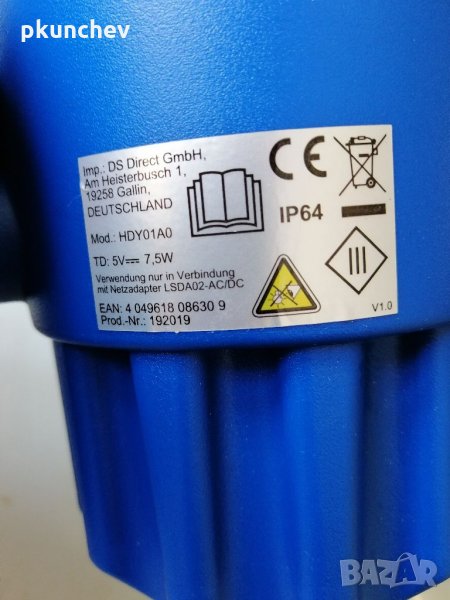 pkunchev
Imp.: DS Direct GmbH,
Am Heisterbusch 1,
19258 Gallin,
DEUTSCHLAND
Mod.: HDY01A0
TD: 5V⎓ 7,5W
Verwendung nur in Verbindung
mit Netzadapter LSDA02-AC/DC
EAN: 4 049618 08630 9
Prod.-Nr.: 192019
CE
IP64
III
V1.0
BAZAR